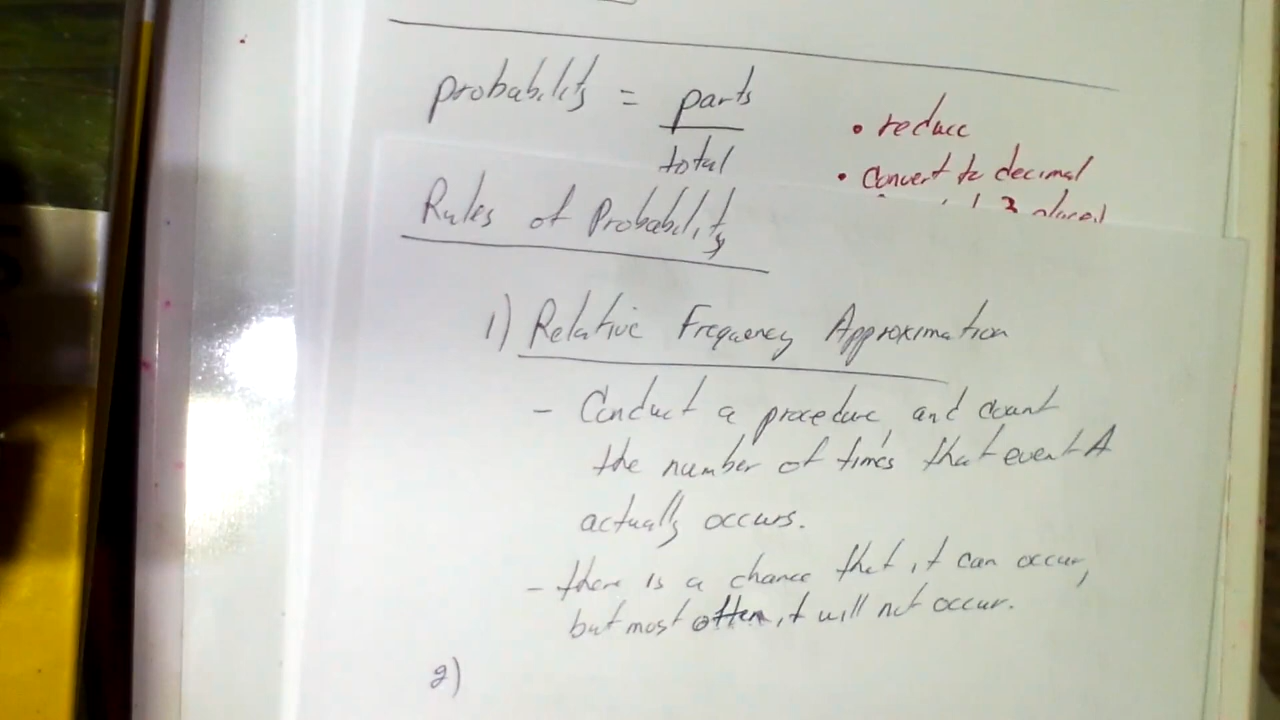 probability = parts
total
• reduce
• Convert to decimal
3 placed
Rules of Probability
1) Relative Frequency Approximation
- Conduct a procedure, and count
the number of times that event A
actually occurs.
- there is a chance that it can occur,
but most often it will not occur.
2)